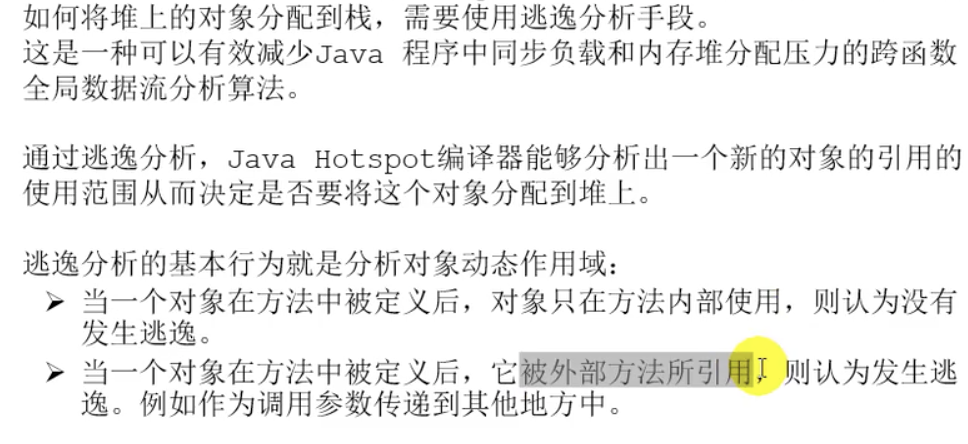 如何将堆上的对象分配到栈，需要使用逃逸分析手段。
这是一种可以有效减少Java 程序中同步负载和内存堆分配压力的跨函数
全局数据流分析算法。
通过逃逸分析，Java Hotspot编译器能够分析出一个新的对象的引用的
使用范围从而决定是否要将这个对象分配到堆上。
逃逸分析的基本行为就是分析对象动态作用域：
➢ 当一个对象在方法中被定义后，对象只在方法内部使用，则认为没有
发生逃逸。
➢ 当一个对象在方法中被定义后，它被外部方法所引用，则认为发生逃
逸。例如作为调用参数传递到其他地方中。